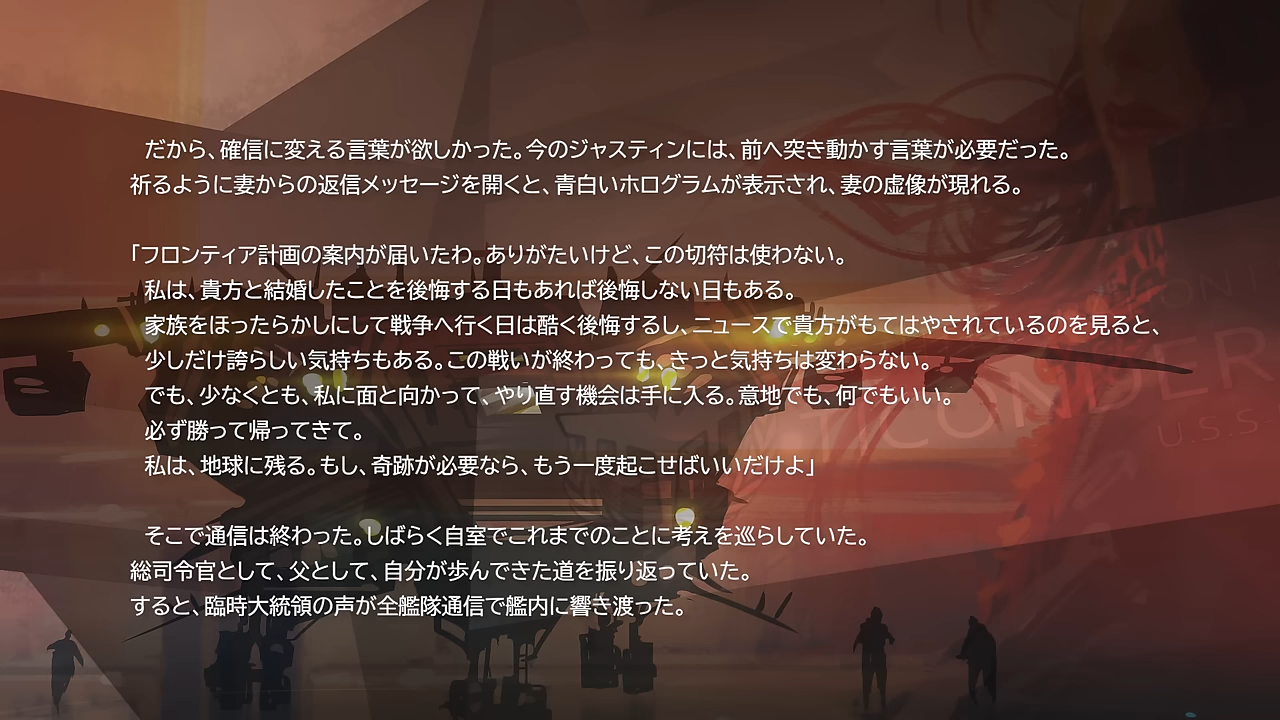 だから、確信に変える言葉が欲しかった。今のジャスティンには、前へ突き動かす言葉が必要だった。
祈るように妻からの返信メッセージを開くと、青白いホログラムが表示され、妻の虚像が現れる。
「フロンティア計画の案内が届いたわ。ありがたいけど、この切符は使わない。
私は、貴方と結婚したことを後悔する日もあれば後悔しない日もある。
家族をほったらかしにして戦争へ行く日は酷く後悔するし、ニュースで貴方がもてはやされているのを見ると、
少しだけ誇らしい気持ちもある。この戦いが終わっても、きっと気持ちは変わらない。
でも、少なくとも、私に面と向かって、やり直す機会は手に入る。意地でも、何でもいい。
必ず勝って帰ってきて。
私は、地球に残る。もし、奇跡が必要なら、もう一度起こせばいいだけよ」
そこで通信は終わった。しばらく自室でこれまでのことに考えを巡らしていた。
総司令官として、父として、自分が歩んできた道を振り返っていた。
すると、臨時大統領の声が全艦隊通信で艦内に響き渡った。
TICONDER
U.S.S.